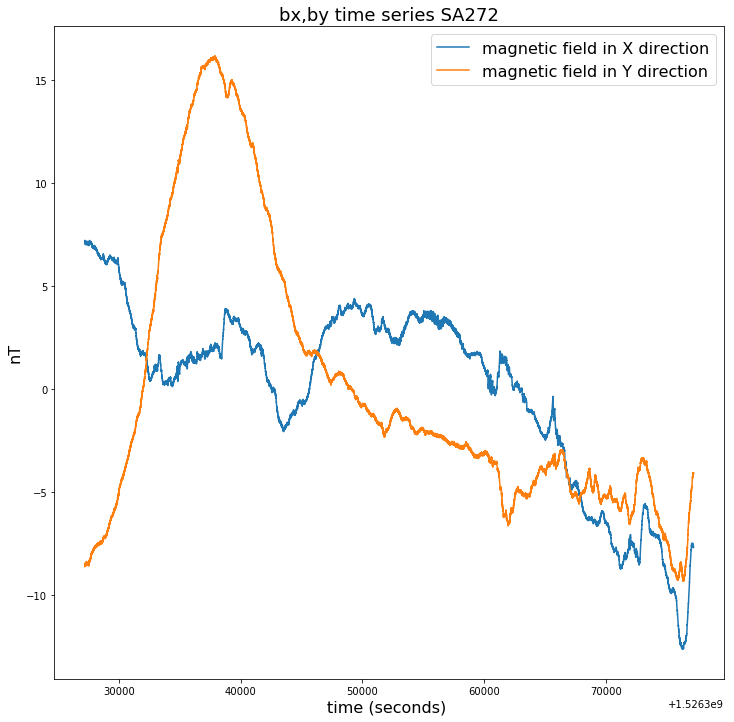 bx,by time series SA272
magnetic field in X direction
magnetic field in Y direction
15
10
5
0
−5
−10
nT
30000 40000 50000 60000 70000
time (seconds)
+1.5263e9